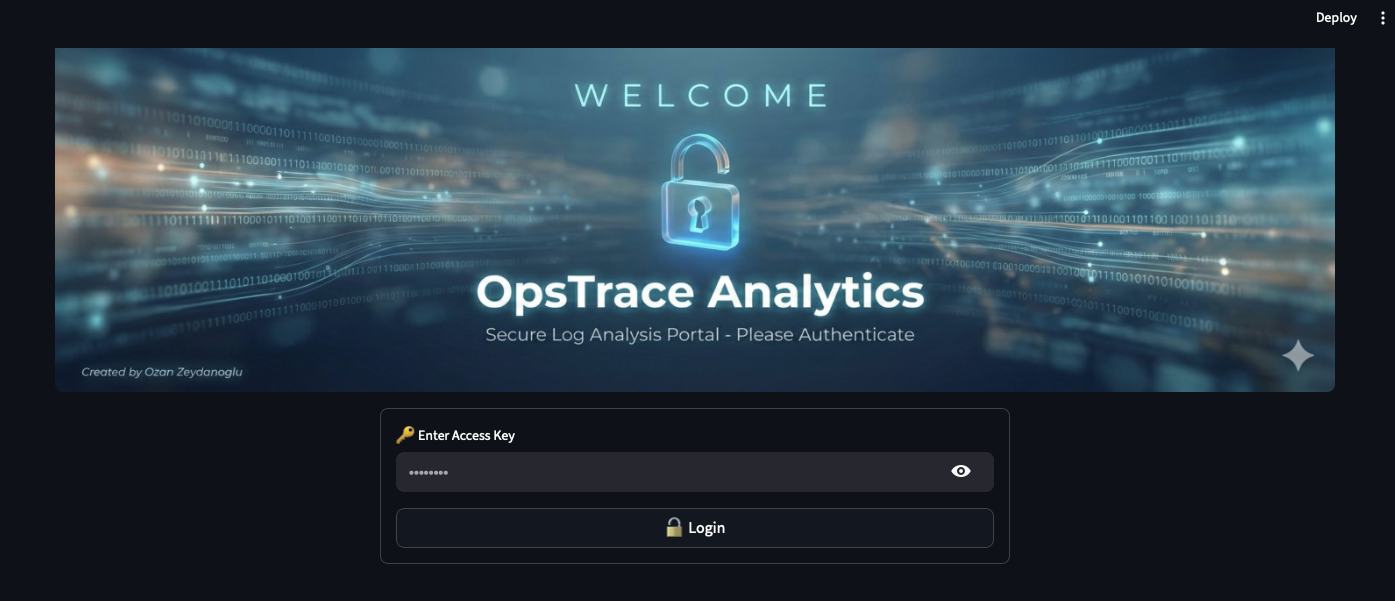 Deploy
WELCOME
OpsTrace Analytics
Secure Log Analysis Portal - Please Authenticate
Created by Ozan Zeydanoglu
Enter Access Key
••••••••
Login